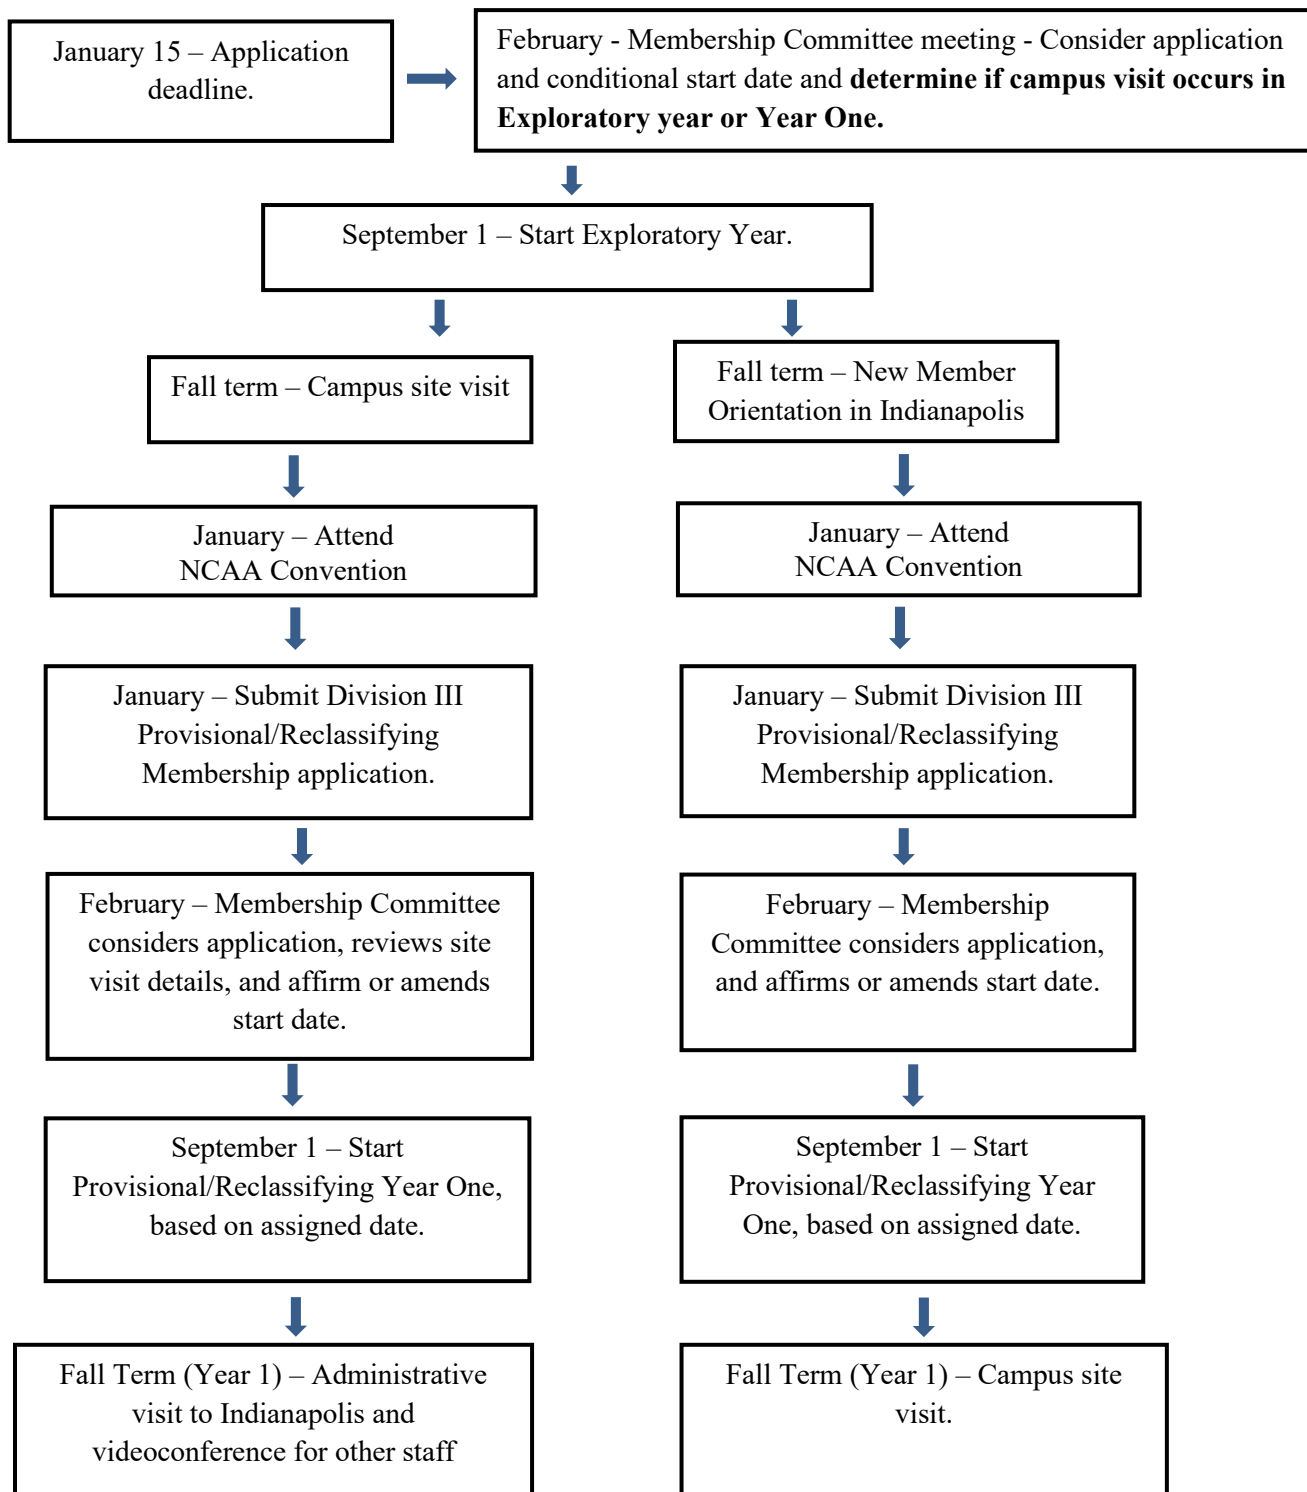 January 15 – Application
deadline.
February - Membership Committee meeting - Consider application
and conditional start date and determine if campus visit occurs in
Exploratory year or Year One.
September 1 – Start Exploratory Year.
Fall term – Campus site visit
Fall term – New Member
Orientation in Indianapolis
January – Attend
NCAA Convention
January – Attend
NCAA Convention
January – Submit Division III
Provisional/Reclassifying
Membership application.
January – Submit Division III
Provisional/Reclassifying
Membership application.
February – Membership Committee
considers application, reviews site
visit details, and affirm or amends
start date.
February – Membership
Committee considers application,
and affirms or amends start date.
September 1 – Start
Provisional/Reclassifying Year One,
based on assigned date.
September 1 – Start
Provisional/Reclassifying Year
One, based on assigned date.
Fall Term (Year 1) – Administrative
visit to Indianapolis and
videoconference for other staff
Fall Term (Year 1) – Campus site
visit.